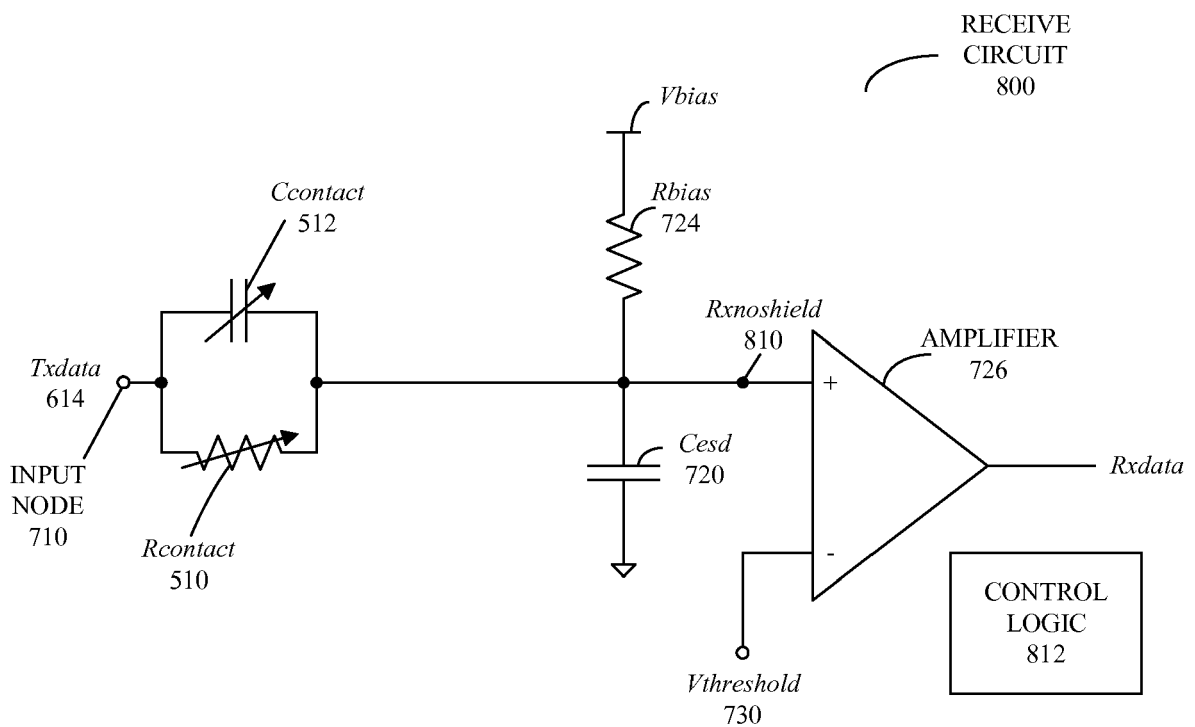 RECEIVE
CIRCUIT
800
Vbias
Ccontact
512
Rbias
724
Rxnoshield
810
AMPLIFIER
726
Txdata
614
+
Cesd
720
Rxdata
INPUT
NODE
710
Rcontact
510
-
CONTROL
LOGIC
812
Vthreshold
730